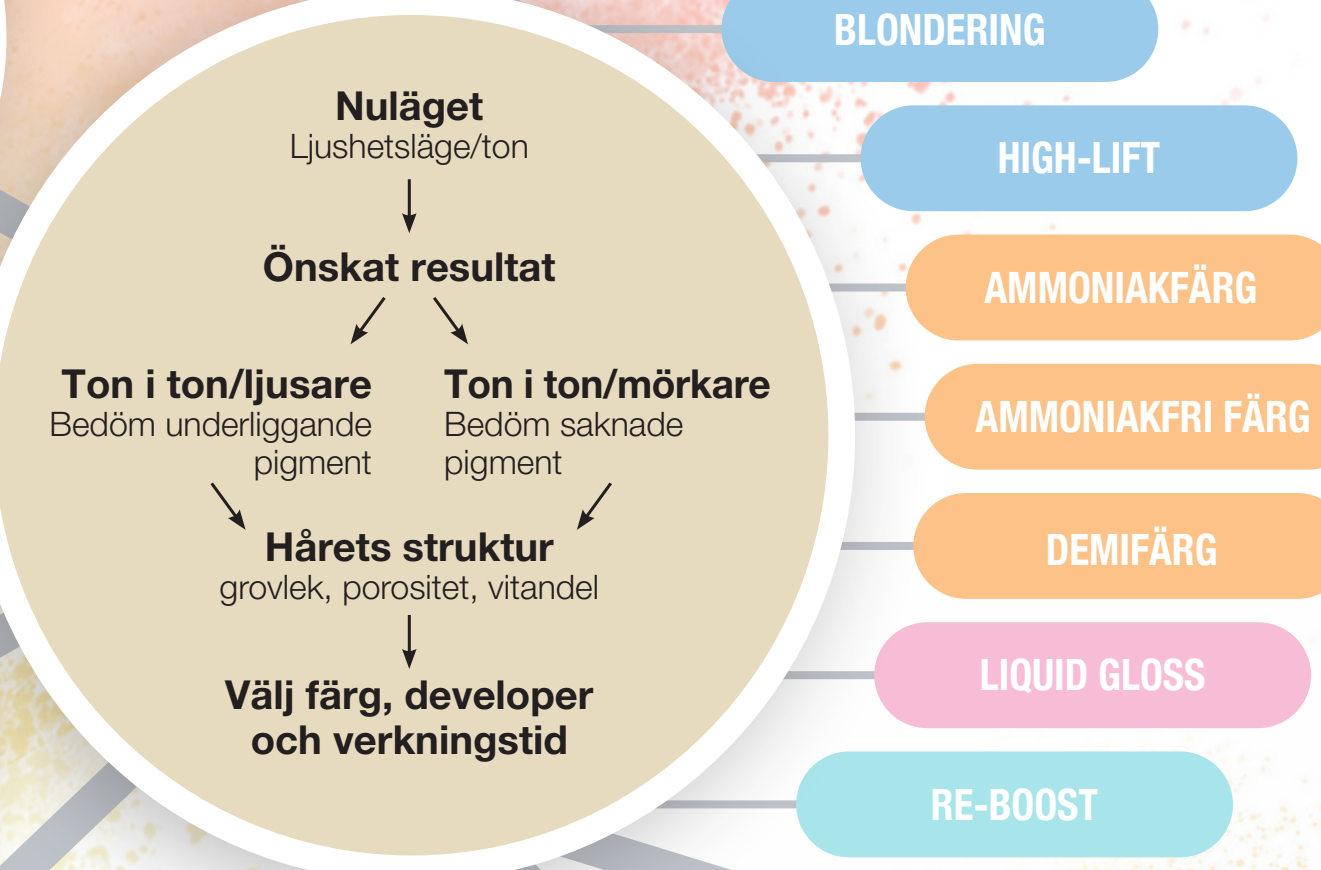 Nuläget
Ljushetsläge/ton
Önskat resultat
Ton i ton/ljusare
Bedöm underliggande
pigment
Ton i ton/mörkare
Bedöm saknade
pigment
Hårets struktur
grovlek, porositet, vitandel
Välj färg, developer
och verkningstid
BLONDERING
HIGH-LIFT
AMMONIAKFÄRG
AMMONIAKFRI FÄRG
DEMIFÄRG
LIQUID GLOSS
RE-BOOST